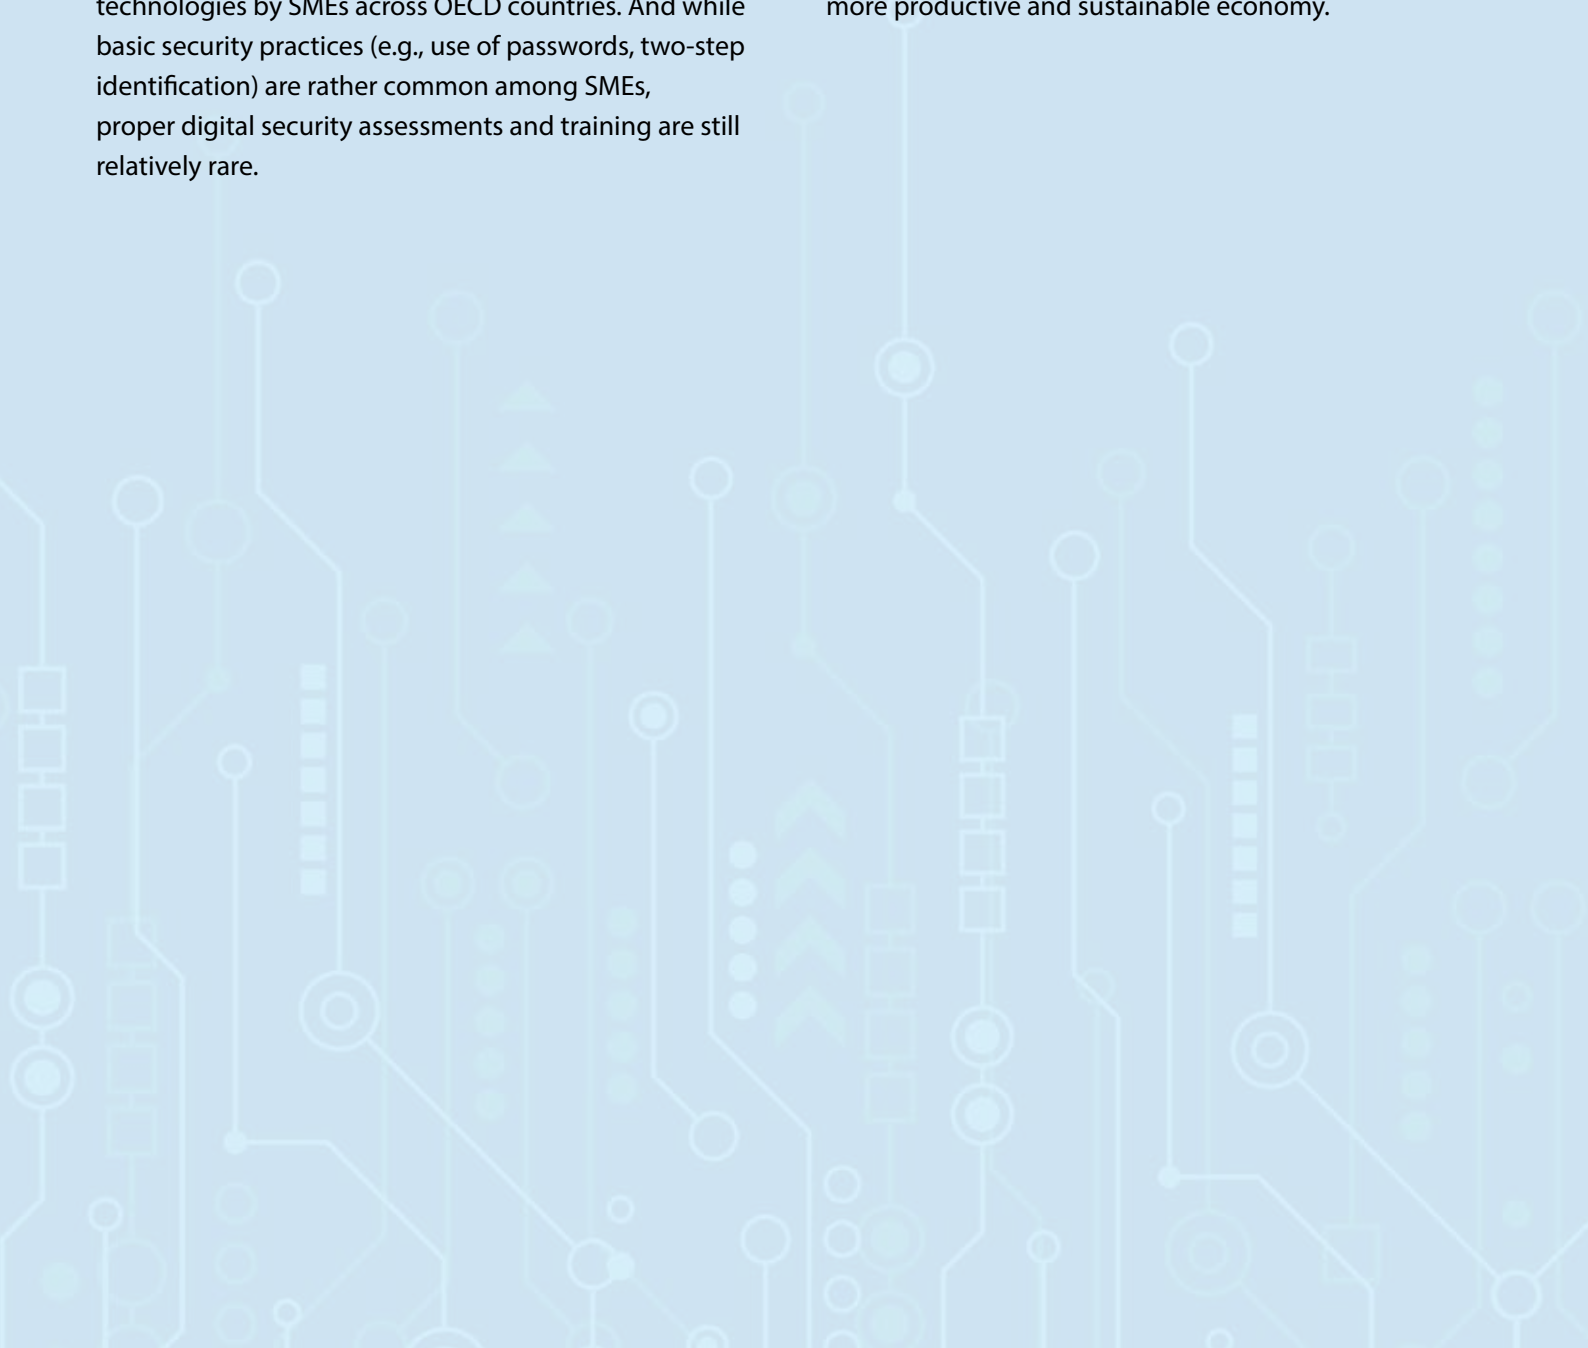 technologies by SMEs across OECD countries. And while
basic security practices (e.g., use of passwords, two-step
identification) are rather common among SMEs,
proper digital security assessments and training are still
relatively rare.
more productive and sustainable economy.